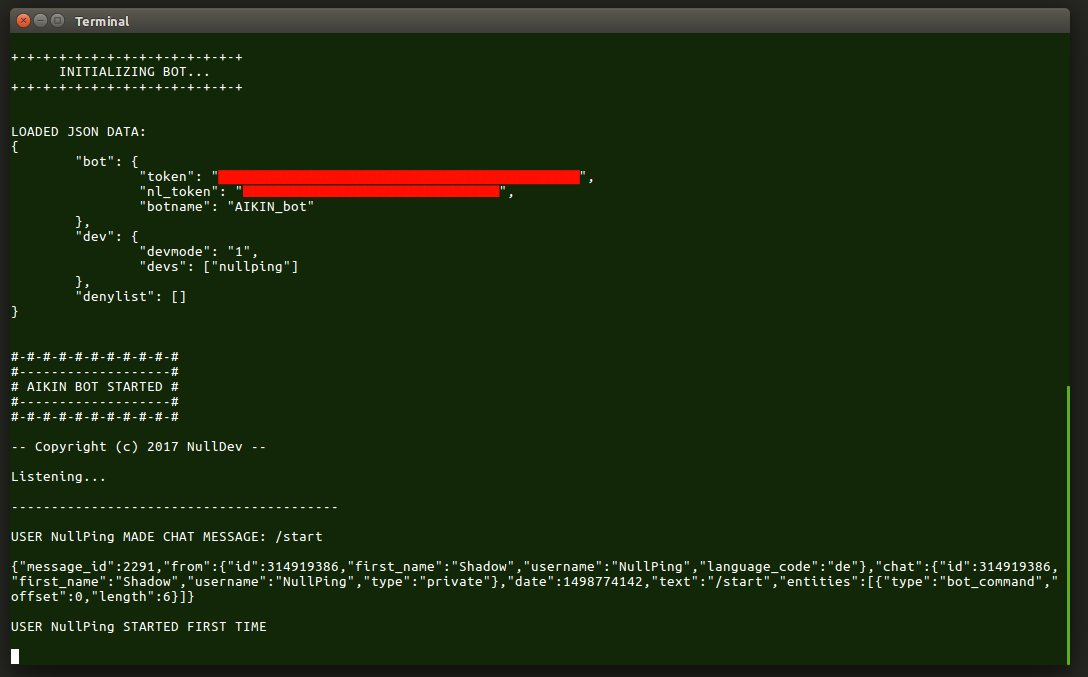 Terminal
+-+-+-+-+-+-+-+-+-+-+-+-+-+-+
INITIALIZING BOT...
+-+-+-+-+-+-+-+-+-+-+-+-+-+-+
LOADED JSON DATA:
{
"bot": {
"token": "",
"nl_token": "",
"botname": "AIKIN_bot"
},
"dev": {
"devmode": "1",
"devs": ["nullping"]
},
"denylist": []
}
#-#-#-#-#-#-#-#-#-#-#
#-------------------#
# AIKIN BOT STARTED #
#-------------------#
#-#-#-#-#-#-#-#-#-#-#
-- Copyright (c) 2017 NullDev --
Listening...
-----------------------------------------
USER NullPing MADE CHAT MESSAGE: /start
{"message_id":2291,"from":{"id":314919386,"first_name":"Shadow","username":"NullPing","language_code":"de"},"chat":{"id":314919386,
"first_name":"Shadow","username":"NullPing","type":"private"},"date":1498774142,"text":"/start","entities":[{"type":"bot_command","
offset":0,"length":6}]}
USER NullPing STARTED FIRST TIME